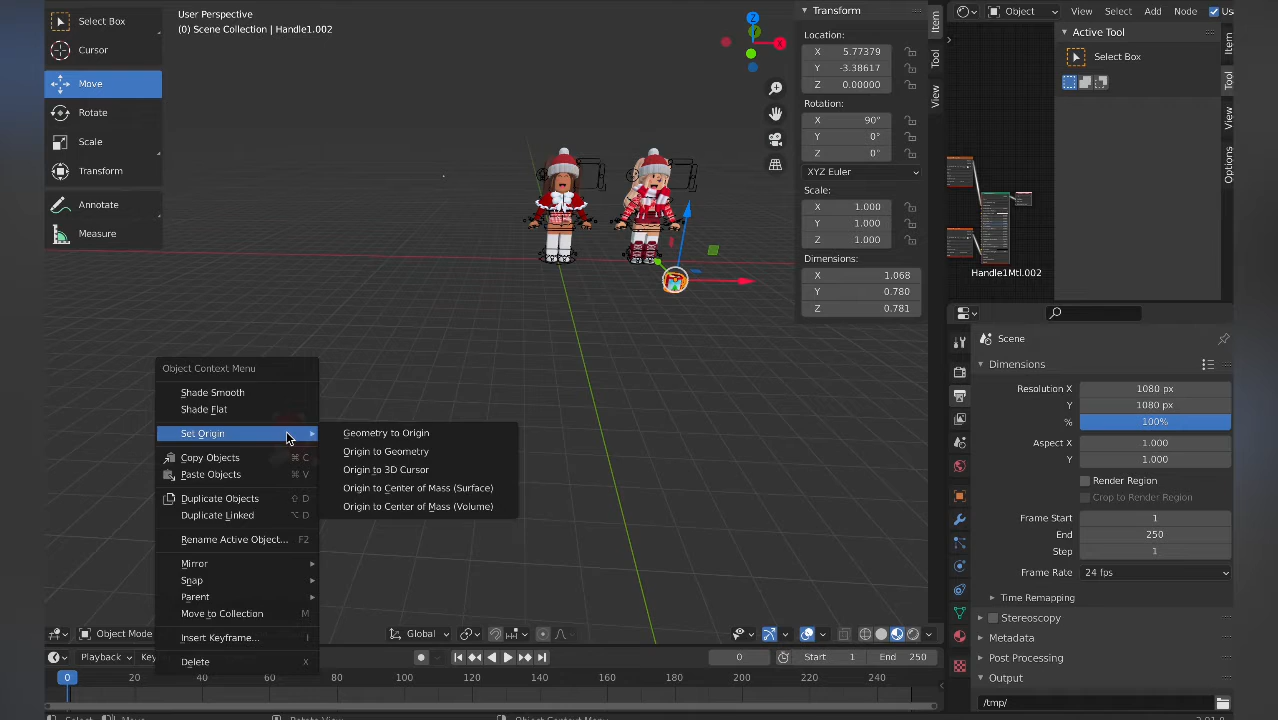 Select Box
Cursor
Move
Rotate
Scale
Transform
Annotate
Measure
User Perspective
(0) Scene Collection | Handle1.002
Z
Y
X
Transform
Location:
X 5.77379
Y -3.38617
Z 0.00000
Rotation:
X 90°
Y 0°
Z 0°
XYZ Euler
Scale:
X 1.000
Y 1.000
Z 1.000
Dimensions:
X 1.068
Y 0.780
Z 0.781
Item
Tool
View
Object View Select Add Node Us
Active Tool
Select Box
Item
Tool
View
Options
Handle1Mtl.002
Object Context Menu
Shade Smooth
Shade Flat
Set Origin
Copy Objects ⌘ C
Paste Objects ⌘ V
Duplicate Objects ⇧ D
Duplicate Linked ⌥ D
Rename Active Object... F2
Mirror
Snap
Parent
Move to Collection M
Insert Keyframe... I
Delete X
Geometry to Origin
Origin to Geometry
Origin to 3D Cursor
Origin to Center of Mass (Surface)
Origin to Center of Mass (Volume)
Scene
Dimensions
Resolution X 1080 px
Y 1080 px
% 100%
Aspect X 1.000
Y 1.000
Render Region
Crop to Render Region
Frame Start 1
End 250
Step 1
Frame Rate 24 fps
Time Remapping
Stereoscopy
Metadata
Post Processing
Output
/tmp/
Object Mode
Global
Playback Key
0 Start 1 End 250
0 20 40 60 80 100 120 140 160 180 200 220 240